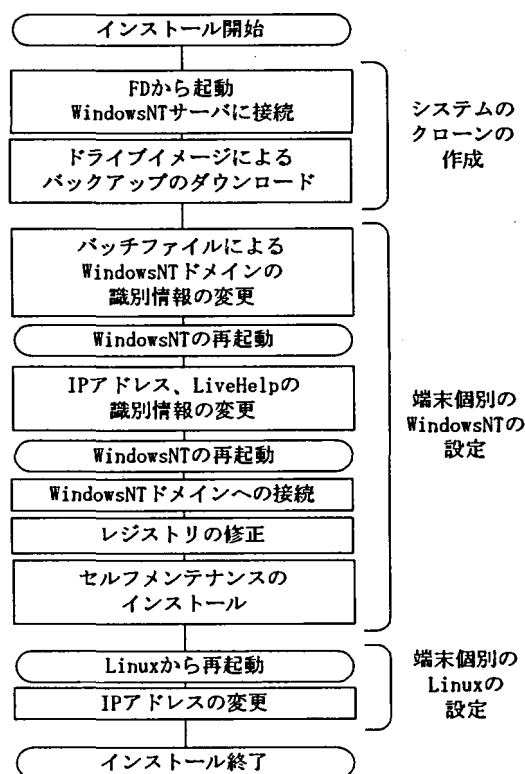 インストール開始
FDから起動
WindowsNTサーバに接続
ドライブイメージによる
バックアップのダウンロード
システムの
クローンの
作成
バッチファイルによる
WindowsNTドメインの
識別情報の変更
WindowsNTの再起動
IPアドレス、LiveHelpの
識別情報の変更
WindowsNTの再起動
WindowsNTドメインへの接続
レジストリの修正
セルフメンテナンスの
インストール
端末個別の
WindowsNTの
設定
Linuxから再起動
IPアドレスの変更
端末個別の
Linuxの
設定
インストール終了